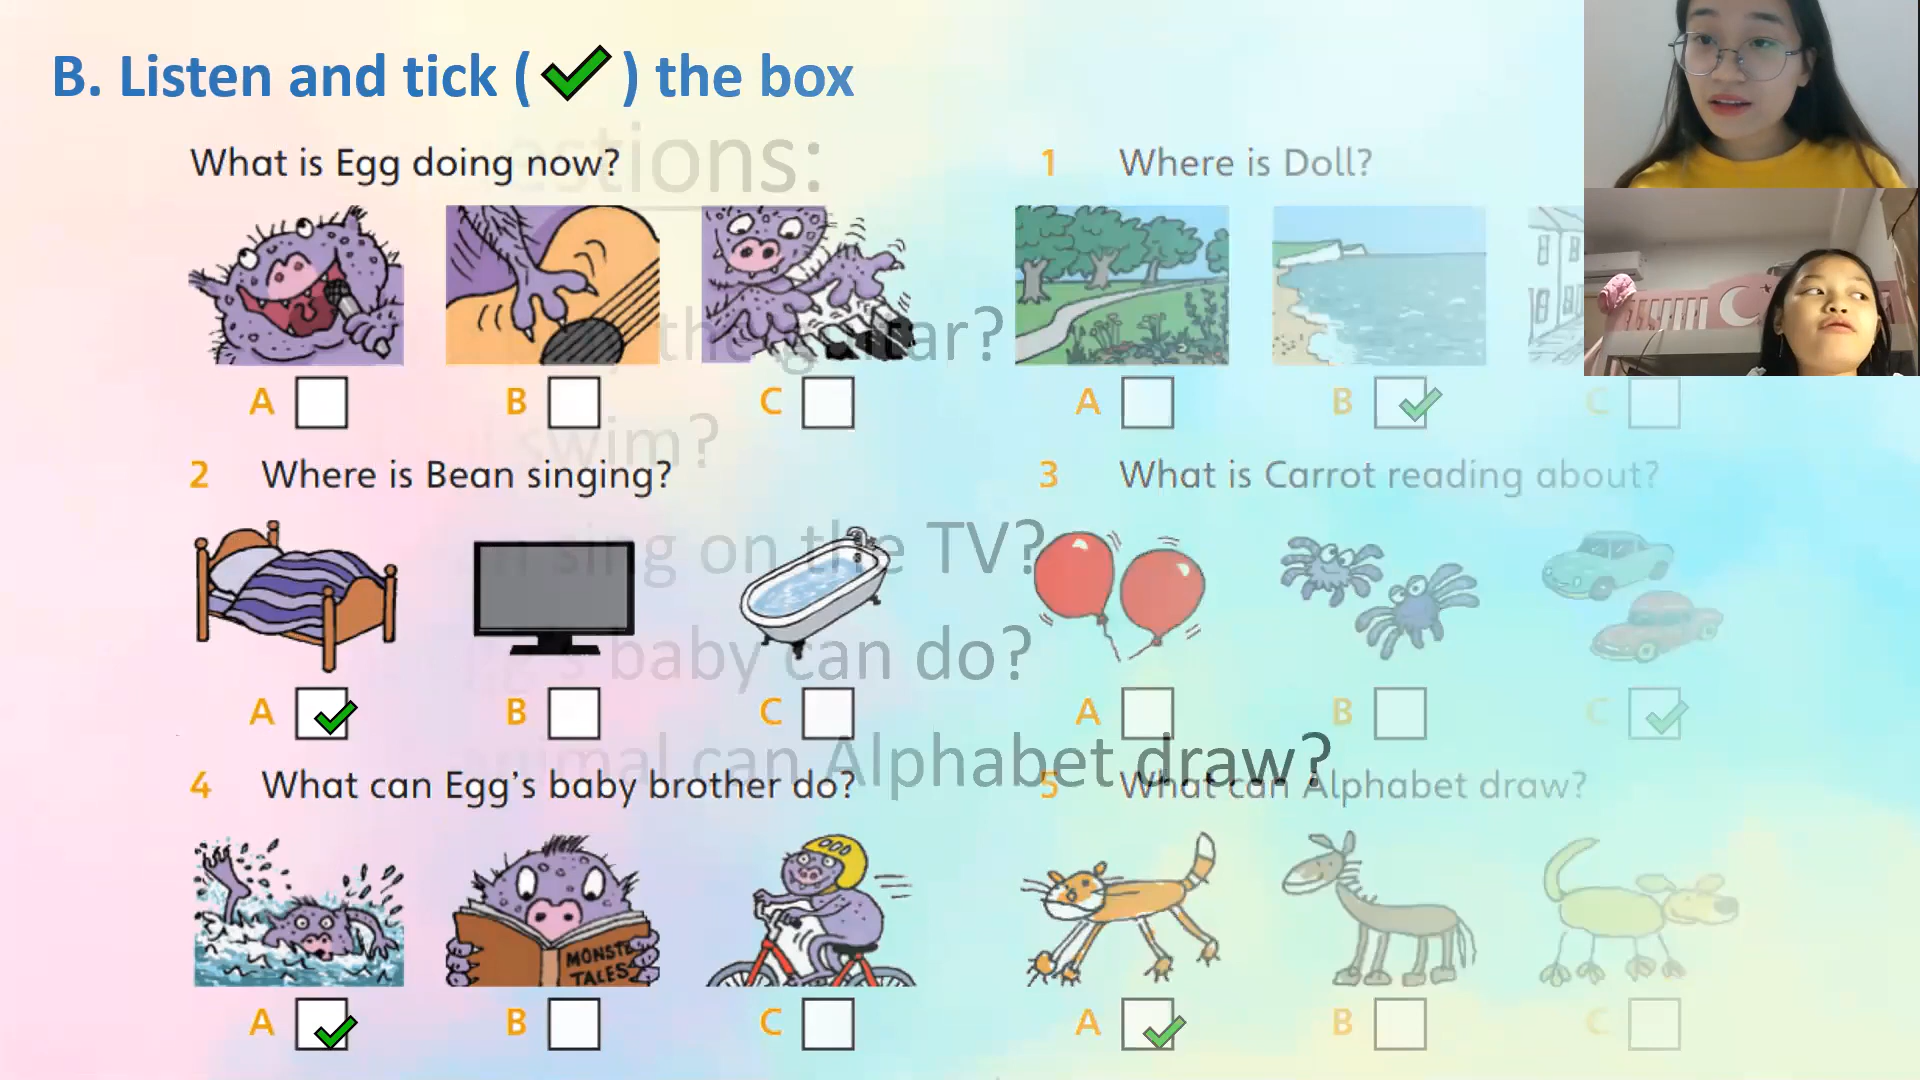 B. Listen and tick ( ) the box
estions:
What is Egg doing now?
1 Where is Doll?
the guitar?
A B C
A B C
swim?
2 Where is Bean singing?
3 What is Carrot reading about?
sing on the TV?
baby can do?
A B C
A B C
animal can Alphabet draw?
4 What can Egg's baby brother do?
5 What can Alphabet draw?
MONSTE
TALES
A B C
A B C